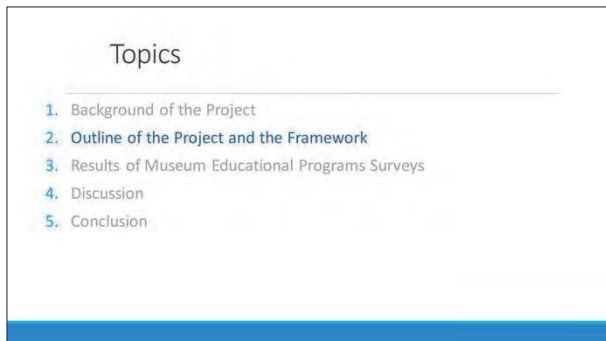 Topics
1. Background of the Project
2. Outline of the Project and the Framework
3. Results of Museum Educational Programs Surveys
4. Discussion
5. Conclusion